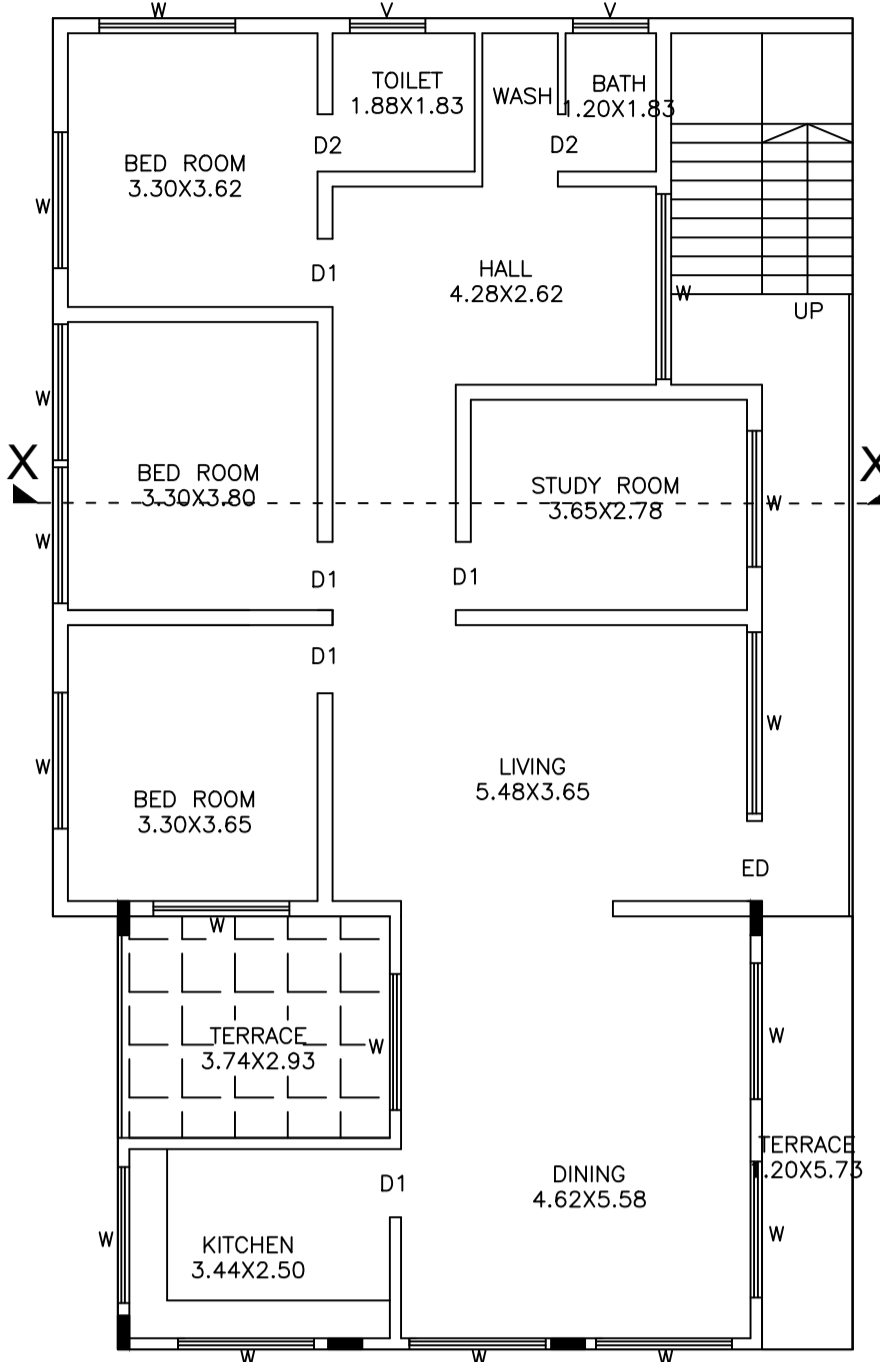 W
V
V
TOILET
1.88X1.83
WASH
BATH
1.20X1.83
D2
D2
BED ROOM
3.30X3.62
W
D1
HALL
4.28X2.62
W
UP
W
X
X
BED ROOM
3.30X3.80
STUDY ROOM
3.65X2.78
W
W
D1
D1
D1
W
W
LIVING
5.48X3.65
BED ROOM
3.30X3.65
ED
W
TERRACE
3.74X2.93
W
W
TERRACE
1.20X5.73
D1
DINING
4.62X5.58
W
W
KITCHEN
3.44X2.50
W
W
W